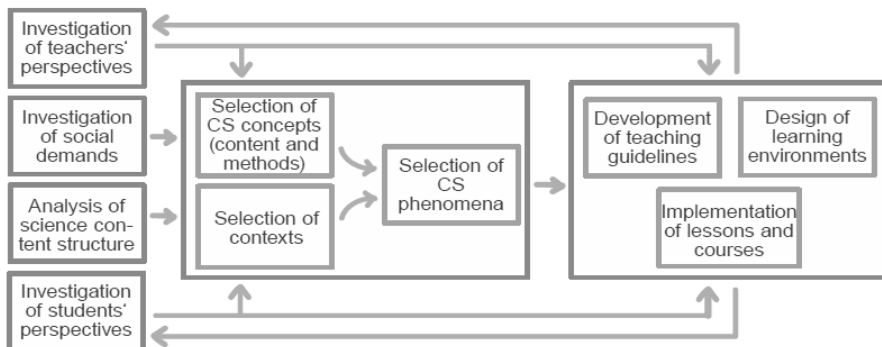 Investigation
of teachers'
perspectives
Investigation
of social
demands
Analysis of
science con-
tent structure
Investigation
of students'
perspectives
Selection of
CS concepts
(content and
methods)
Selection of
contexts
Selection of
CS
phenomena
Development
of teaching
guidelines
Design of
learning
environments
Implementation
of lessons and
courses